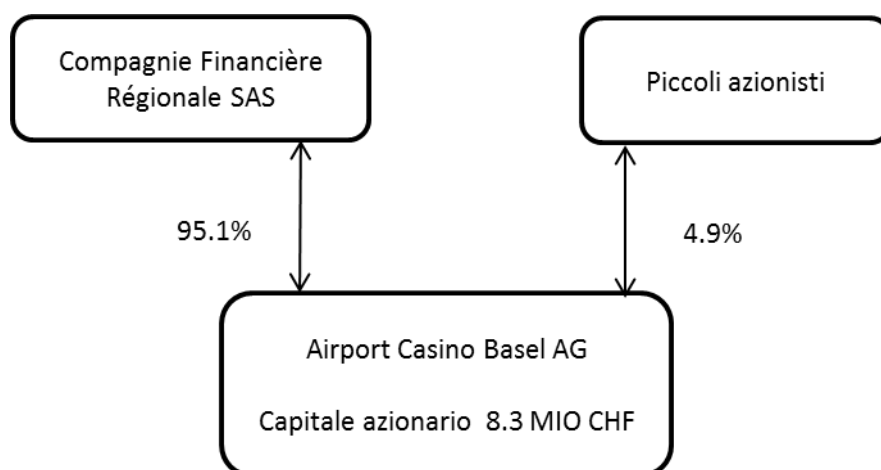 Compagnie Financière
Régionale SAS
Piccoli azionisti
95.1%
4.9%
Airport Casino Basel AG
Capitale azionario 8.3 MIO CHF